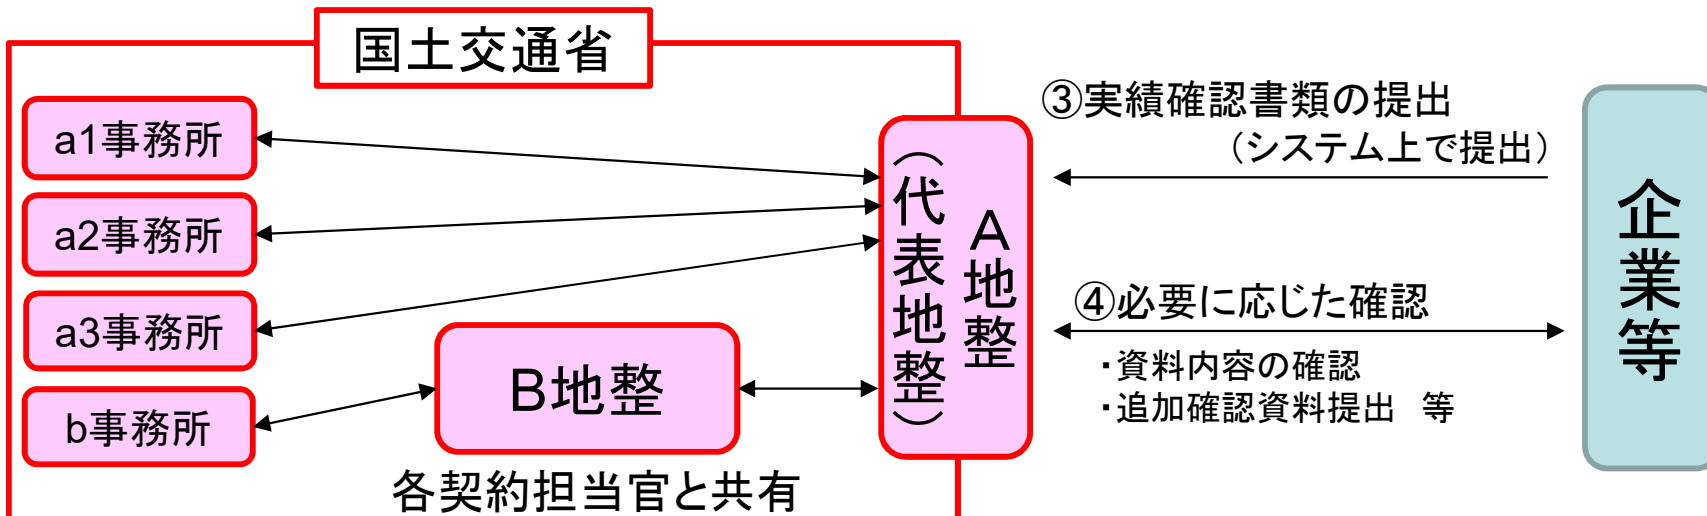 国土交通省
a1事務所
a2事務所
a3事務所
b事務所
B地整
各契約担当官と共有
A地整
（代表地整）
③実績確認書類の提出
（システム上で提出）
④必要に応じた確認
・資料内容の確認
・追加確認資料提出　等
企業等